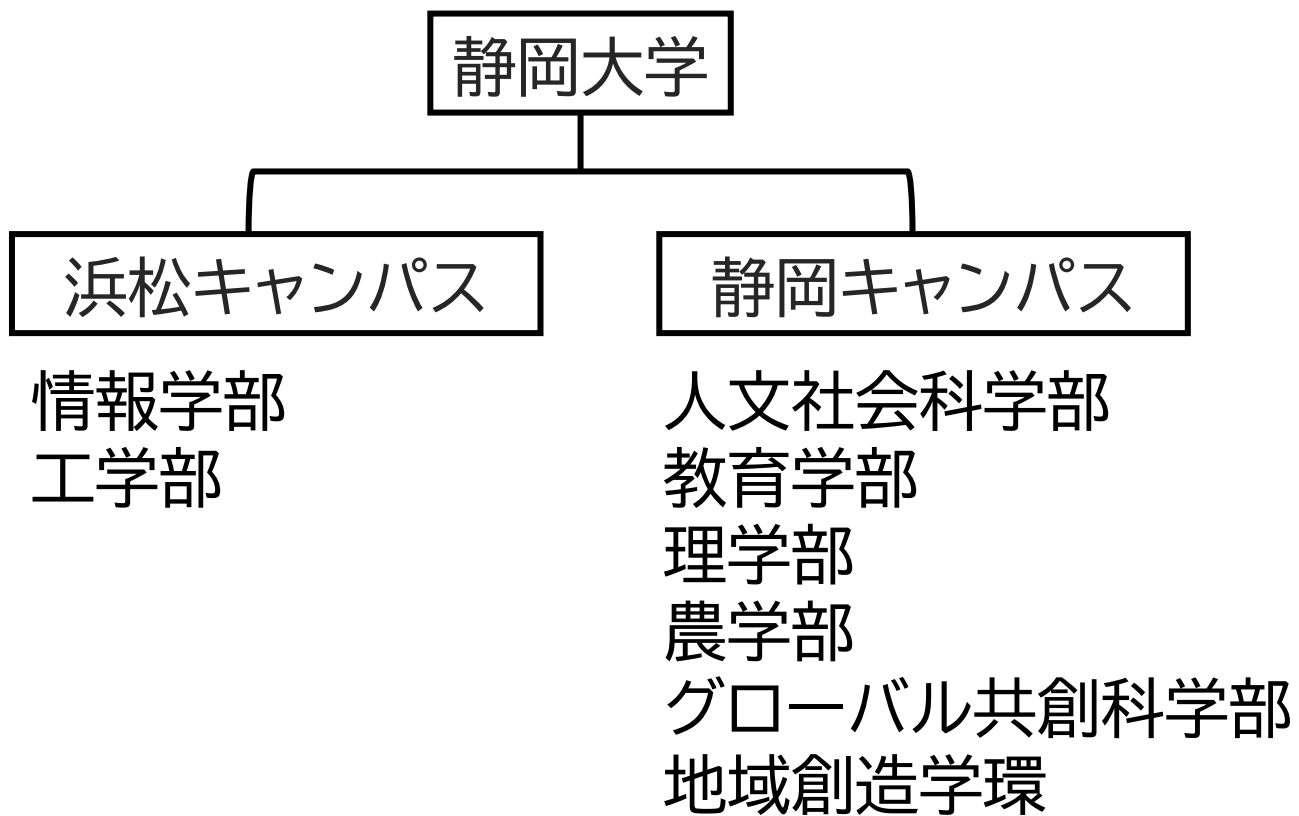 静岡大学
浜松キャンパス
情報学部
工学部
静岡キャンパス
人文社会科学部
教育学部
理学部
農学部
グローバル共創科学部
地域創造学環